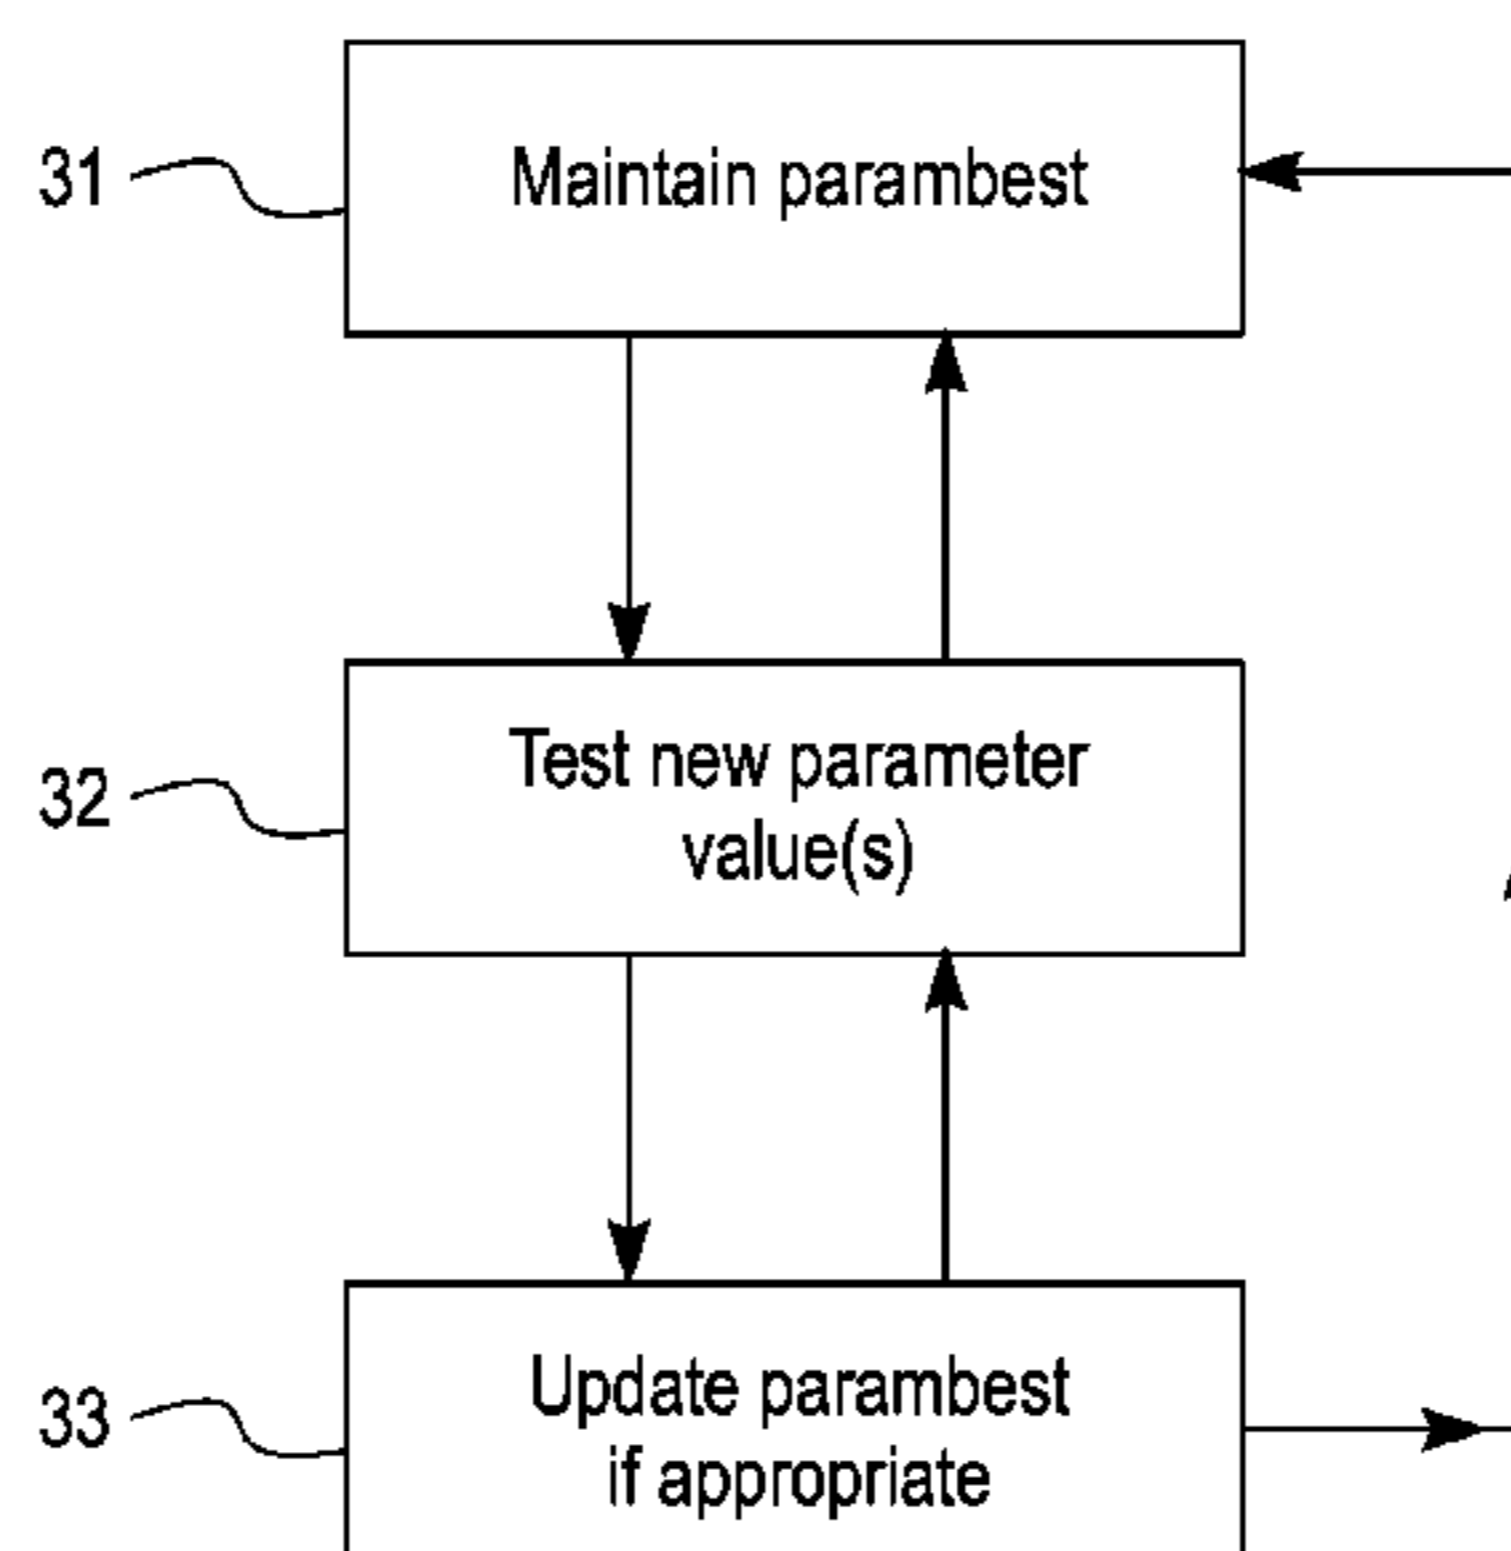 31
Maintain parambest
32
Test new parameter
value(s)
33
Update parambest
if appropriate